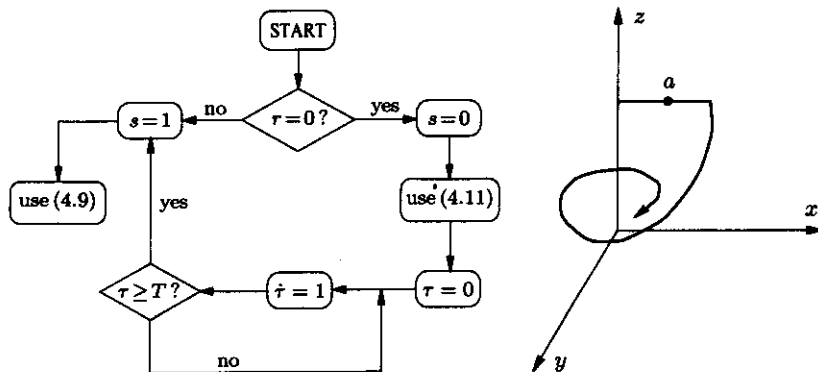 START
r=0?
no
yes
s=1
s=0
use (4.9)
use (4.11)
yes
τ≥T?
τ̇=1
τ=0
no
z
a
x
y